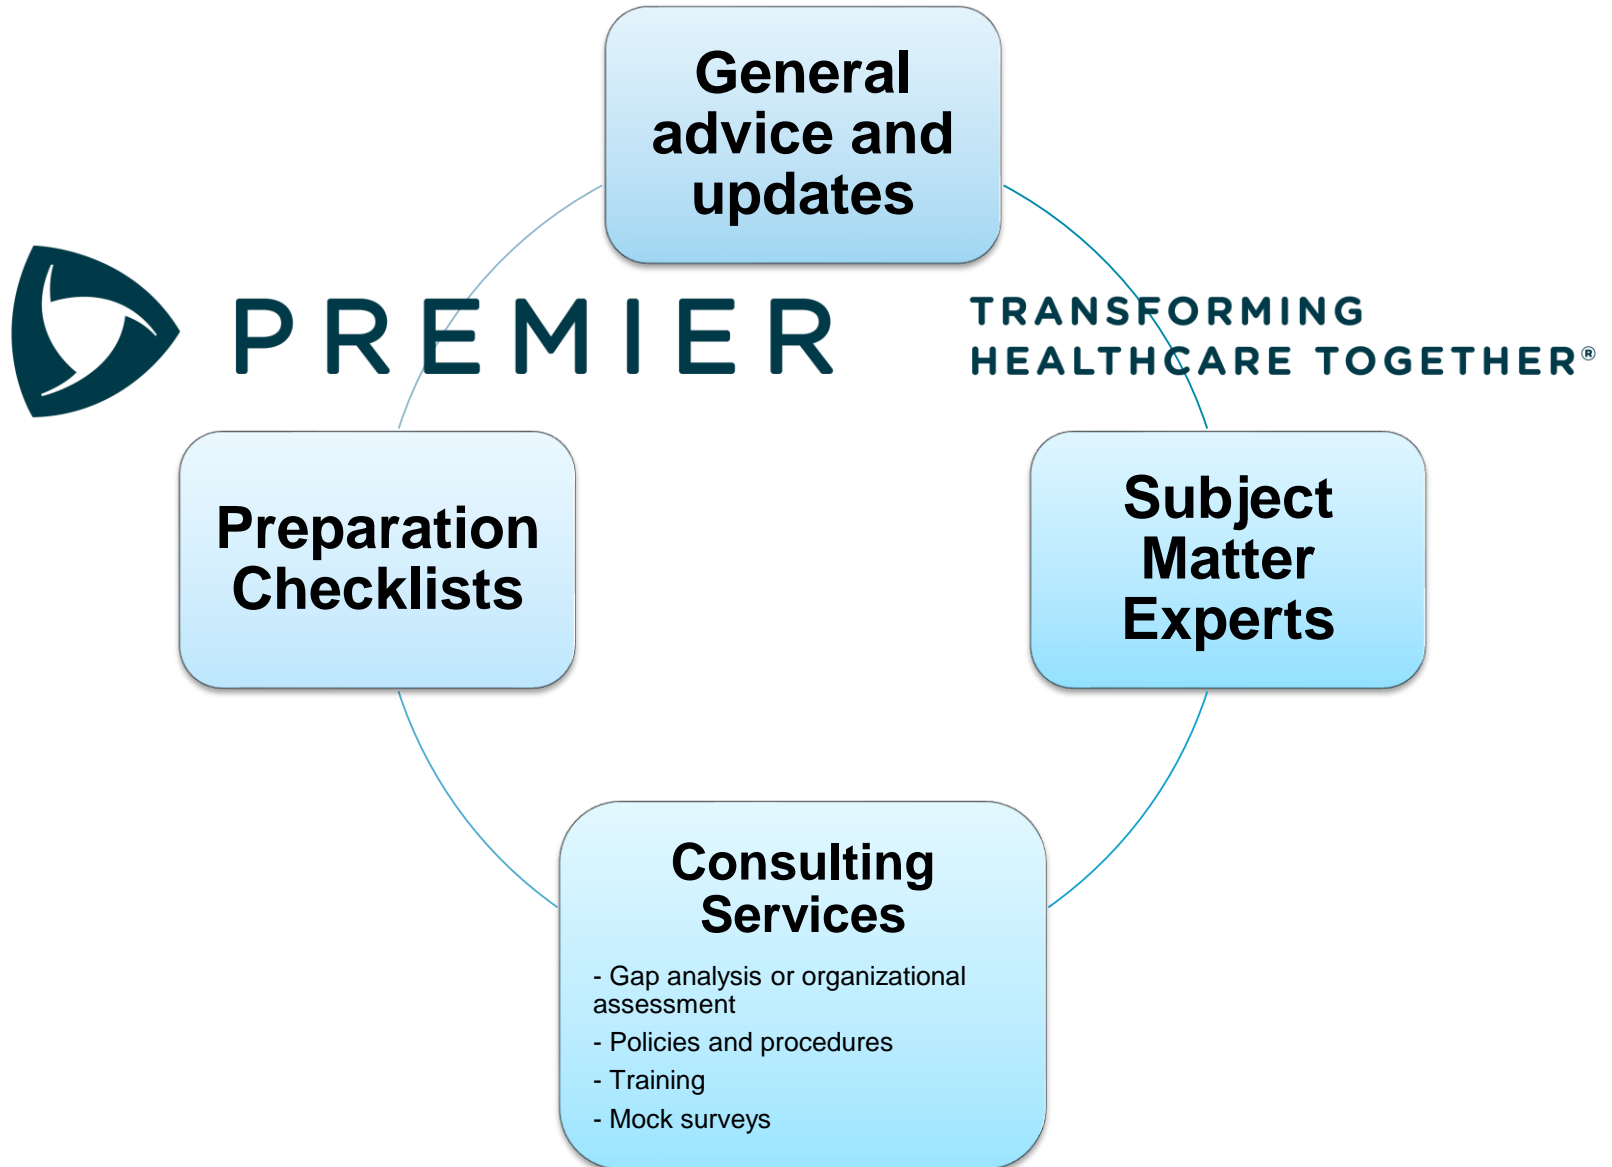 General
advice and
updates
PREMIER
TRANSFORMING
HEALTHCARE TOGETHER®
Preparation
Checklists
Subject
Matter
Experts
Consulting
Services
- Gap analysis or organizational
assessment
- Policies and procedures
- Training
- Mock surveys